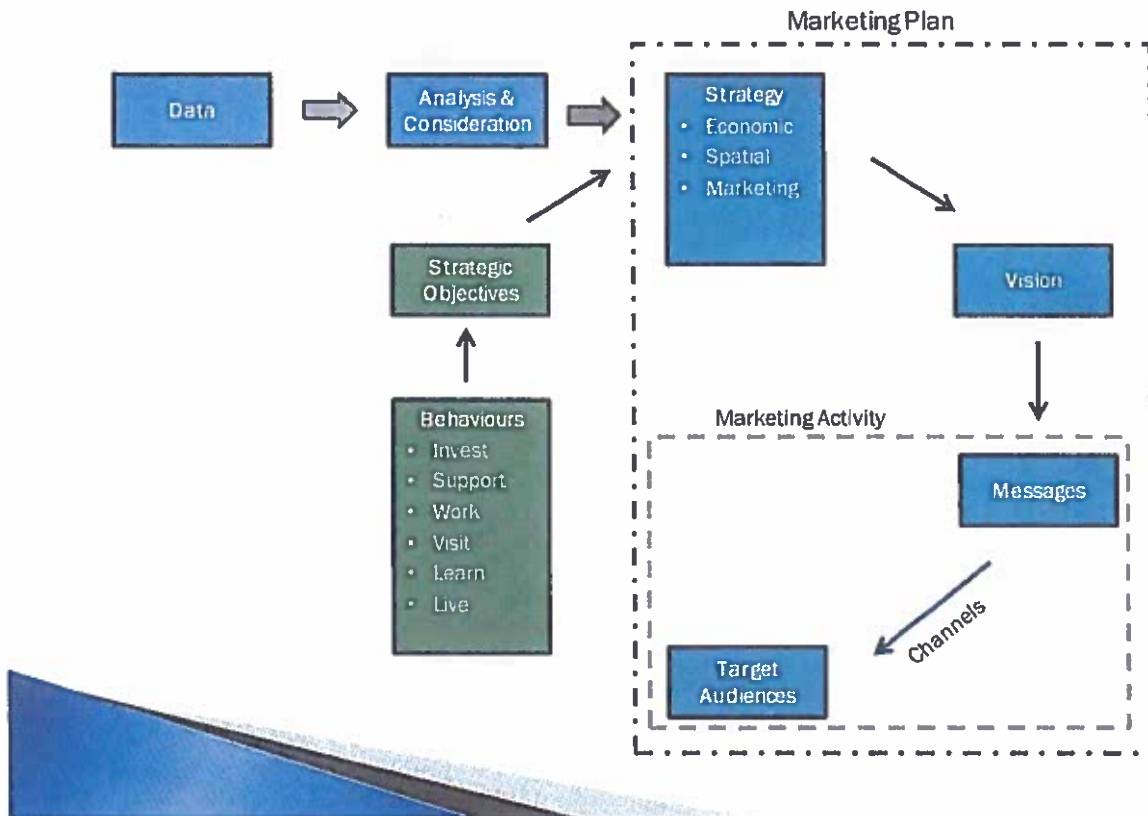 Marketing Plan
Data
Analysis &
Consideration
Strategy
• Economic
• Spatial
• Marketing
Strategic
Objectives
Vision
Behaviours
• Invest
• Support
• Work
• Visit
• Learn
• Live
Marketing Activity
Messages
Channels
Target
Audiences